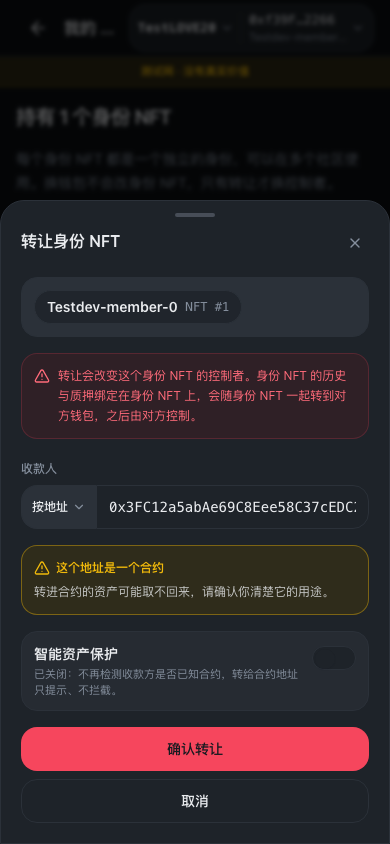 我的 ...
TestLOVE20
0xf39F…2266
Testdev-member...
持有 1 个身份 NFT
转让身份 NFT
Testdev-member-0 NFT #1
转让会改变这个身份 NFT 的控制者。身份 NFT 的历史
与质押绑定在身份 NFT 上，会随身份 NFT 一起转到对
方钱包，之后由对方控制。
收款人
按地址 0x3FC12a5abAe69C8Eee58C37cEDC
这个地址是一个合约
转进合约的资产可能取不回来，请确认你清楚它的用途。
智能资产保护
已关闭：不再检测收款方是否已知合约，转给合约地址
只提示、不拦截。
确认转让
取消